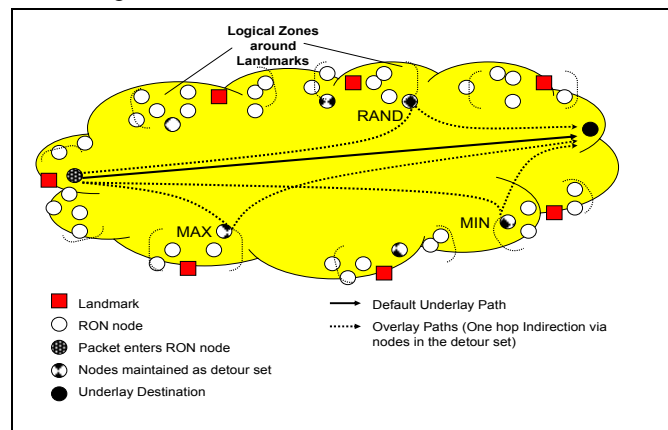 Logical Zones
around
Landmarks
RAND
MAX
MIN
Landmark
RON node
Packet enters RON node
Nodes maintained as detour set
Underlay Destination
Default Underlay Path
Overlay Paths (One hop Indirection via
nodes in the detour set)